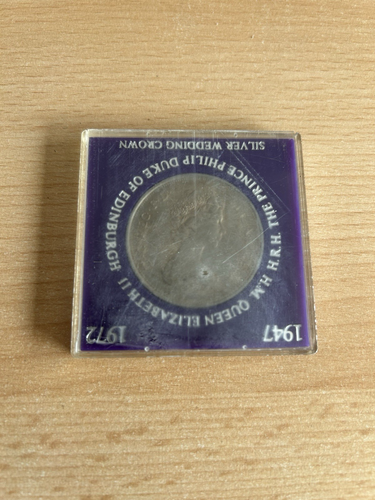 1947 1972
H.M. QUEEN ELIZABETH II H.R.H. THE PRINCE PHILIP DUKE OF EDINBURGH
SILVER WEDDING CROWN